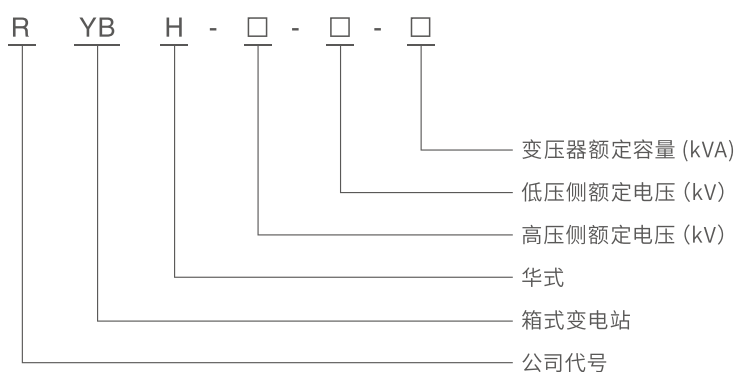 R YB H - □ - □ - □
变压器额定容量 (kVA)
低压侧额定电压 (kV)
高压侧额定电压 (kV)
华式
箱式变电站
公司代号